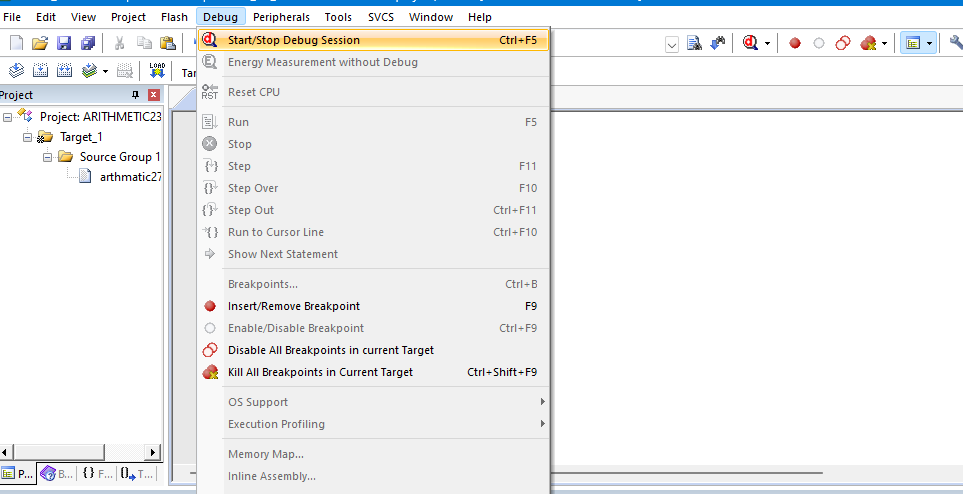 File Edit View Project Flash Debug Peripherals Tools SVCS Window Help
Start/Stop Debug Session Ctrl+F5
Energy Measurement without Debug
Reset CPU
RST
LOAD
Tar
Project
Project: ARITHMETIC23
Target_1
Source Group 1
arthmatic27
Run F5
Stop
Step F11
Step Over F10
Step Out Ctrl+F11
Run to Cursor Line Ctrl+F10
Show Next Statement
Breakpoints... Ctrl+B
Insert/Remove Breakpoint F9
Enable/Disable Breakpoint Ctrl+F9
Disable All Breakpoints in current Target
Kill All Breakpoints in Current Target Ctrl+Shift+F9
OS Support
Execution Profiling
Memory Map...
Inline Assembly...
P... B... {} F... {} T...